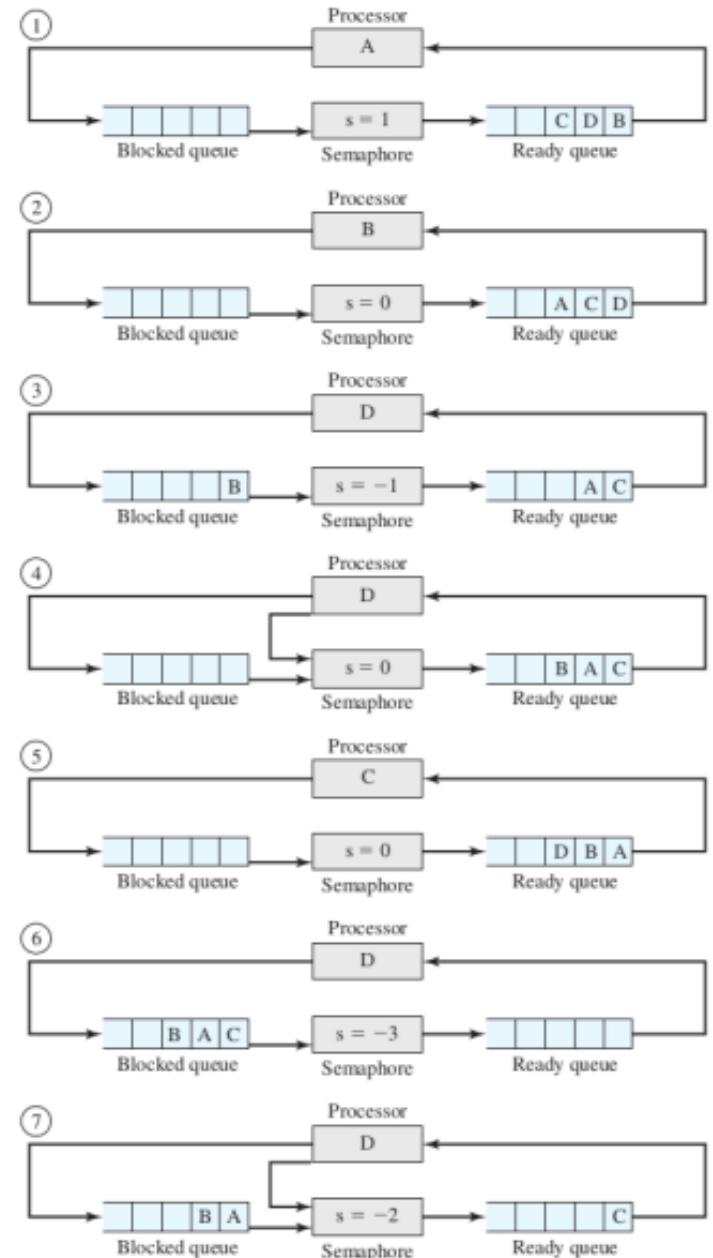 1
Processor
A
s = 1
C D B
Blocked queue
Semaphore
Ready queue
2
Processor
B
s = 0
A C D
Blocked queue
Semaphore
Ready queue
3
Processor
D
B
s = −1
A C
Blocked queue
Semaphore
Ready queue
4
Processor
D
s = 0
B A C
Blocked queue
Semaphore
Ready queue
5
Processor
C
s = 0
D B A
Blocked queue
Semaphore
Ready queue
6
Processor
D
B A C
s = −3
Blocked queue
Semaphore
Ready queue
7
Processor
D
B A
s = −2
C
Blocked queue
Semaphore
Ready queue